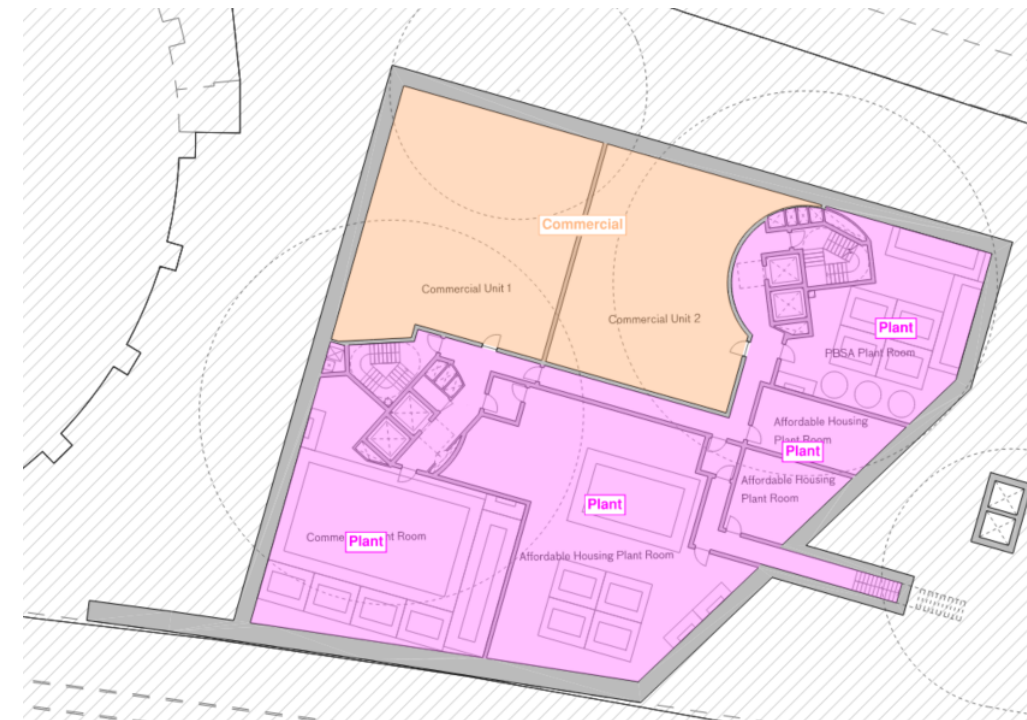 Commercial
Commercial Unit 1
Commercial Unit 2
Plant
PBSA Plant Room
Affordable Housing
Plant Room
Plant
Affordable Housing
Plant Room
Plant
Affordable Housing Plant Room
Plant
Room